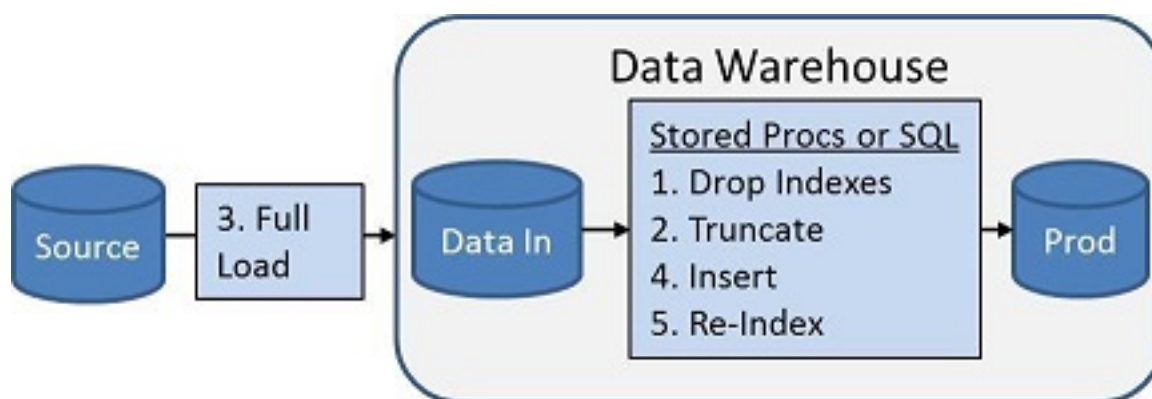 Data Warehouse
Source
3. Full
Load
Data In
Stored Procs or SQL
1. Drop Indexes
2. Truncate
4. Insert
5. Re-Index
Prod